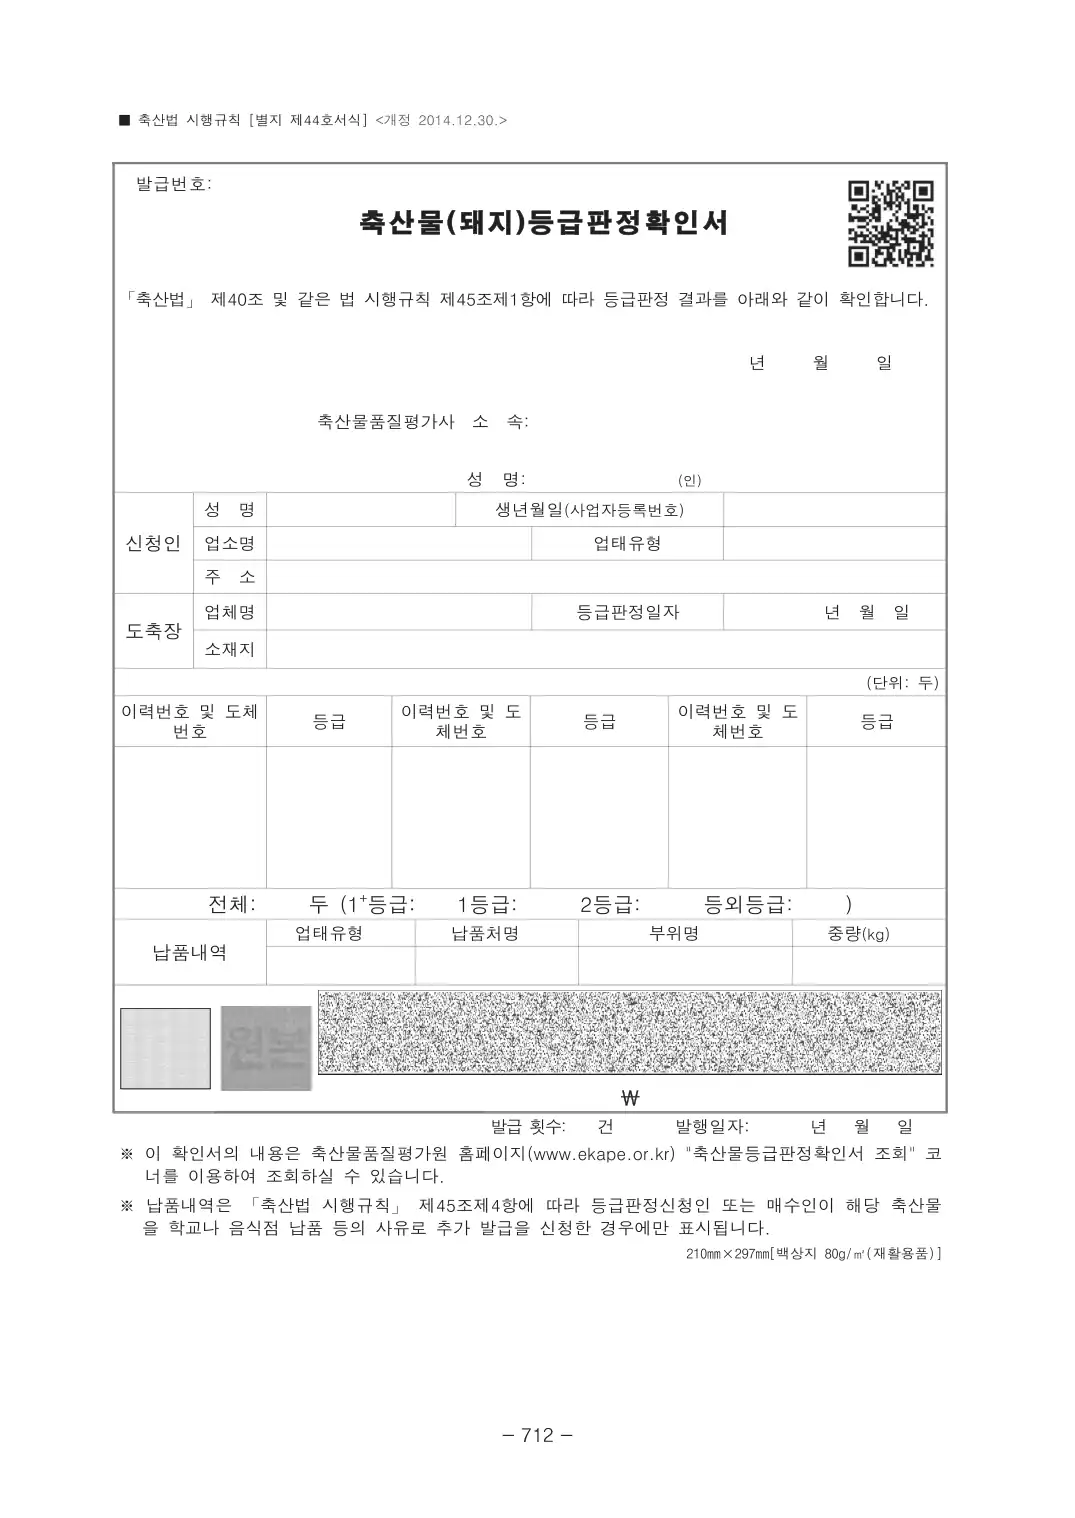 ■ 축산법 시행규칙 [별지 제44호서식] <개정 2014.12.30.>
발급번호:
축산물(돼지)등급판정확인서
「축산법」 제40조 및 같은 법 시행규칙 제45조제1항에 따라 등급판정 결과를 아래와 같이 확인합니다.
년 월 일
축산물품질평가사 소 속:
성 명: (인)
신청인
성 명 생년월일(사업자등록번호)
업소명 업태유형
주 소
도축장
업체명 등급판정일자 년 월 일
소재지
(단위: 두)
이력번호 및 도체
번호
등급
이력번호 및 도
체번호
등급
이력번호 및 도
체번호
등급
전체: 두 (1+등급: 1등급: 2등급: 등외등급: )
납품내역
업태유형 납품처명 부위명 중량(kg)
원본
₩
발급 횟수: 건 발행일자: 년 월 일
※ 이 확인서의 내용은 축산물품질평가원 홈페이지(www.ekape.or.kr) "축산물등급판정확인서 조회" 코
너를 이용하여 조회하실 수 있습니다.
※ 납품내역은 「축산법 시행규칙」 제45조제4항에 따라 등급판정신청인 또는 매수인이 해당 축산물
을 학교나 음식점 납품 등의 사유로 추가 발급을 신청한 경우에만 표시됩니다.
210㎜×297㎜[백상지 80g/㎡(재활용품)]
- 712 -